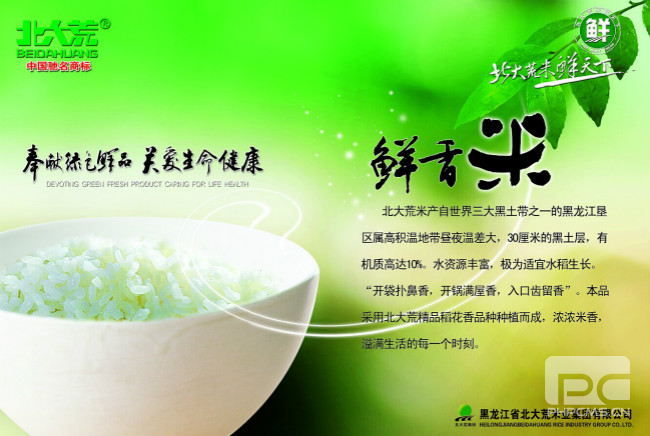 北大荒®
BEIDAHUANG
中国驰名商标
鲜
北大荒米鲜天下
奉献绿色鲜品 关爱生命健康
DEVOTING GREEN FRESH PRODUCT CARING FOR LIFE HEALTH
鲜香米
北大荒米产自世界三大黑土带之一的黑龙江垦
区属高积温地带昼夜温差大，30厘米的黑土层，有
机质高达10%。水资源丰富，极为适宜水稻生长。
“开袋扑鼻香，开锅满屋香，入口齿留香”。本品
采用北大荒精品稻花香品种种植而成，浓浓米香，
溢满生活的每一个时刻。
PC
PHPCMS.CN
黑龙江省北大荒米业集团有限公司
HEILONGJIANGBEIDAHUANG RICE INDUSTRY GROUP CO., LTD.